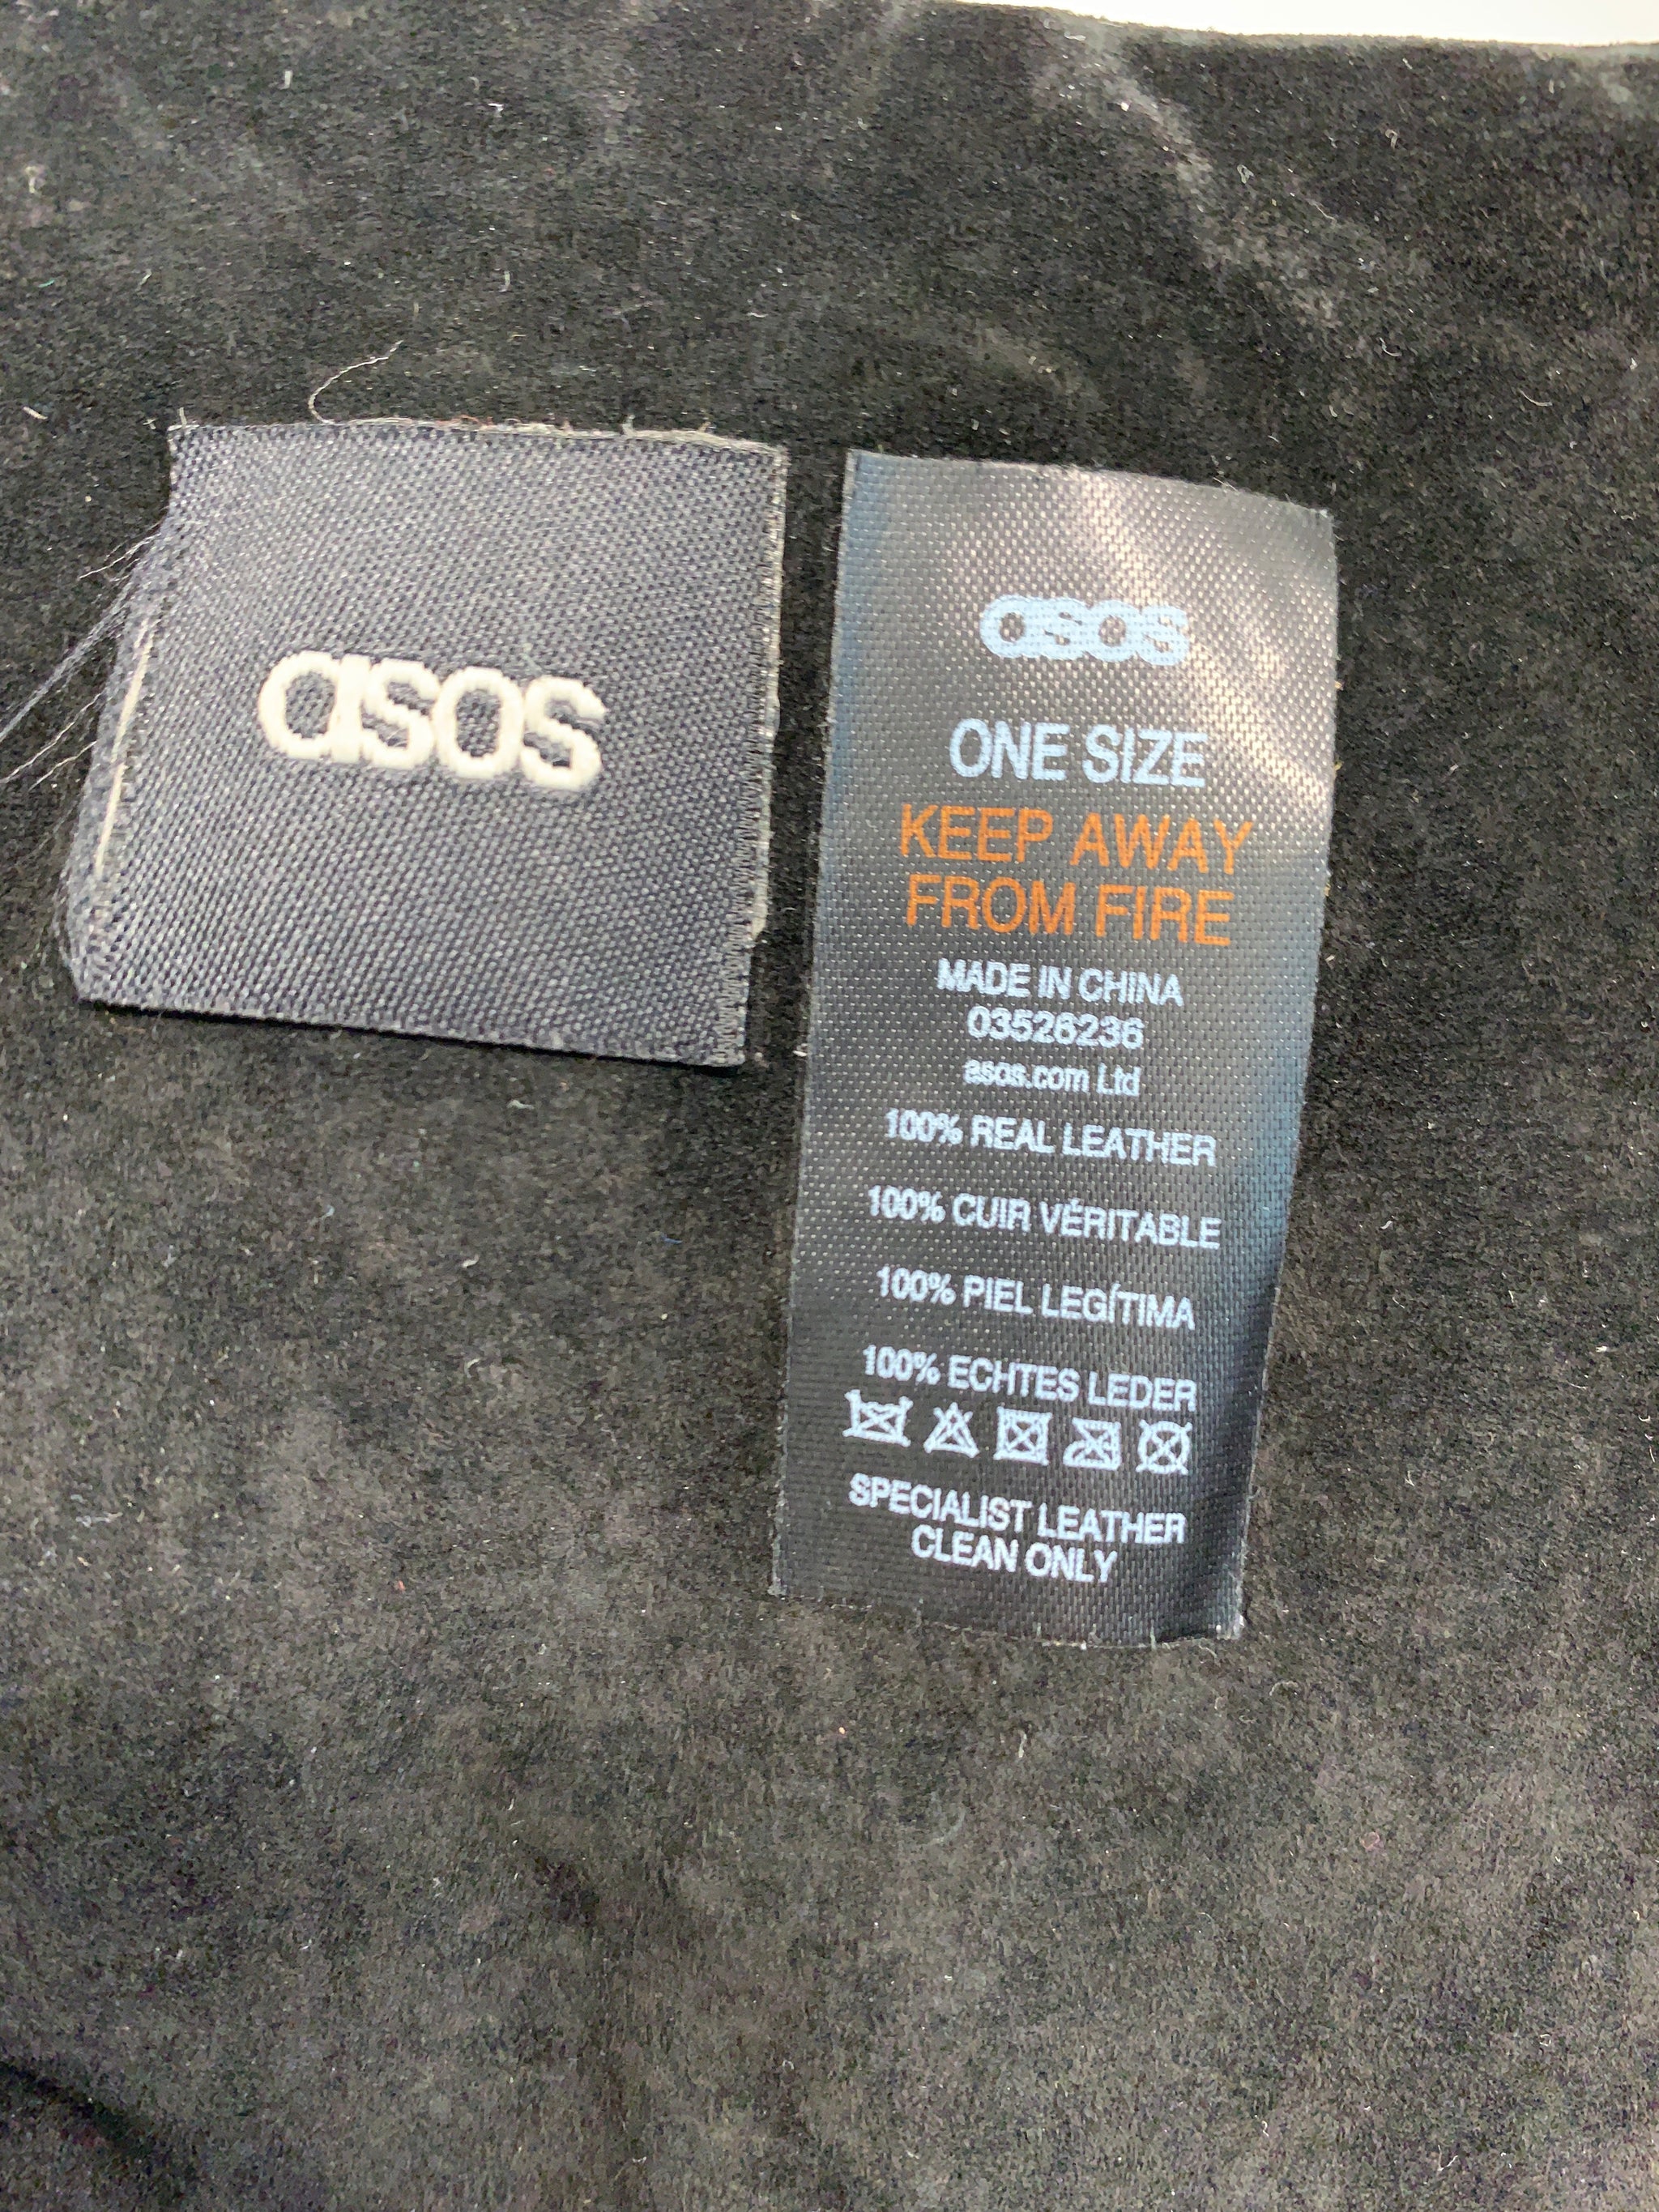 asos
asos
ONE SIZE
KEEP AWAY
FROM FIRE
MADE IN CHINA
03526236
asos.com Ltd
100% REAL LEATHER
100% CUIR VÉRITABLE
100% PIEL LEGÍTIMA
100% ECHTES LEDER
SPECIALIST LEATHER
CLEAN ONLY